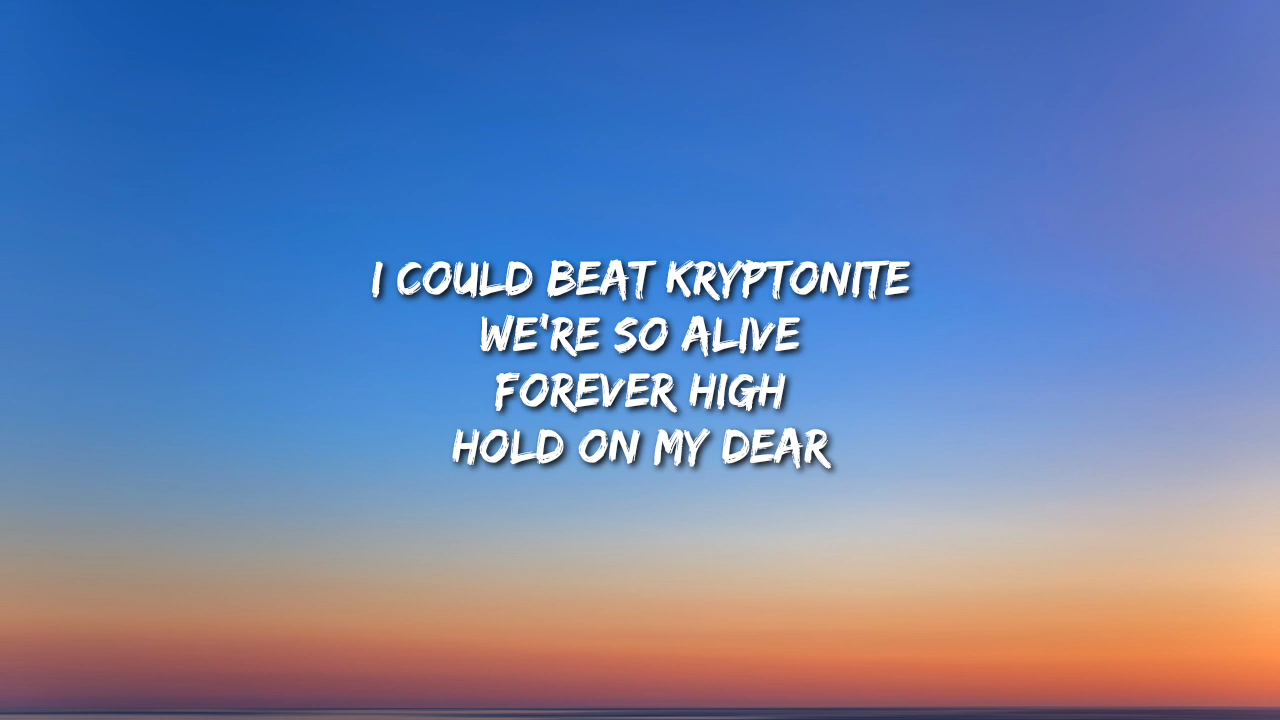 I COULD BEAT KRYPTONITE
WE'RE SO ALIVE
FOREVER HIGH
HOLD ON MY DEAR